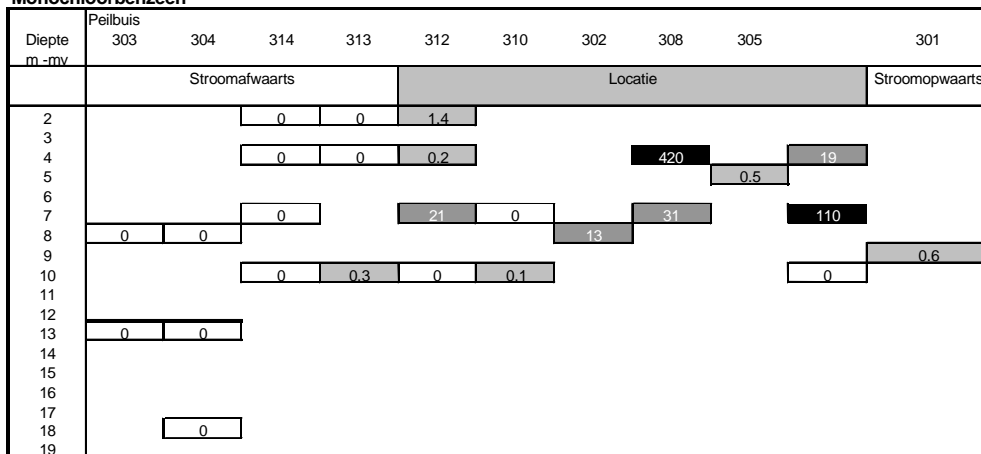 Monochloorbenzeen
Peilbuis
Diepte 303 304 314 313 312 310 302 308 305 301
m -mv
Stroomafwaarts Locatie Stroomopwaarts
2 0 0 1.4
3
4 0 0 0.2 420 19
5 0.5
6
7 0 21 0 31 110
8 0 0 13
9 0.6
10 0 0.3 0 0.1 0
11
12
13 0 0
14
15
16
17
18 0
19